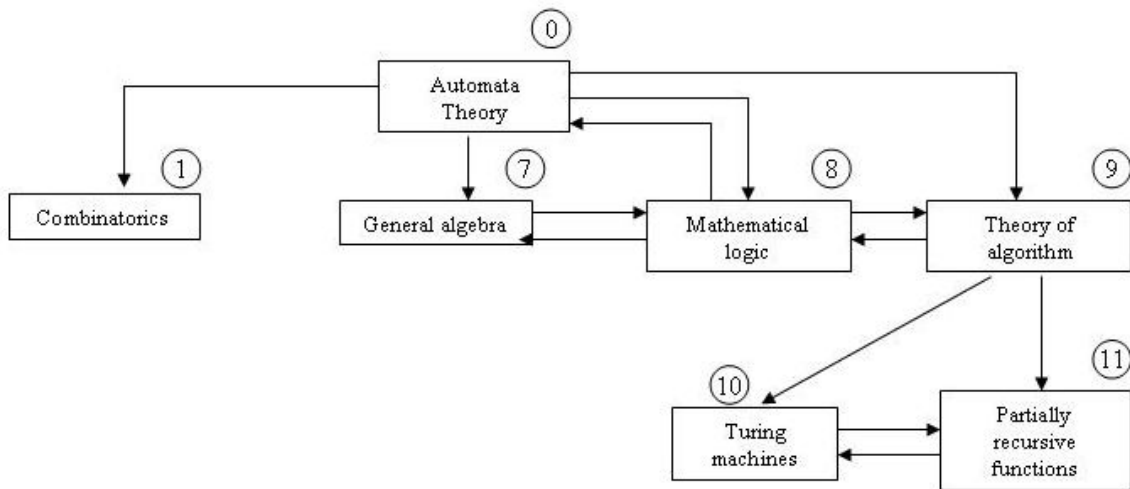 0
Automata
Theory
1
7
8
9
Combinatorics
General algebra
Mathematical
logic
Theory of
algorithm
10
11
Turing
machines
Partially
recursive
functions